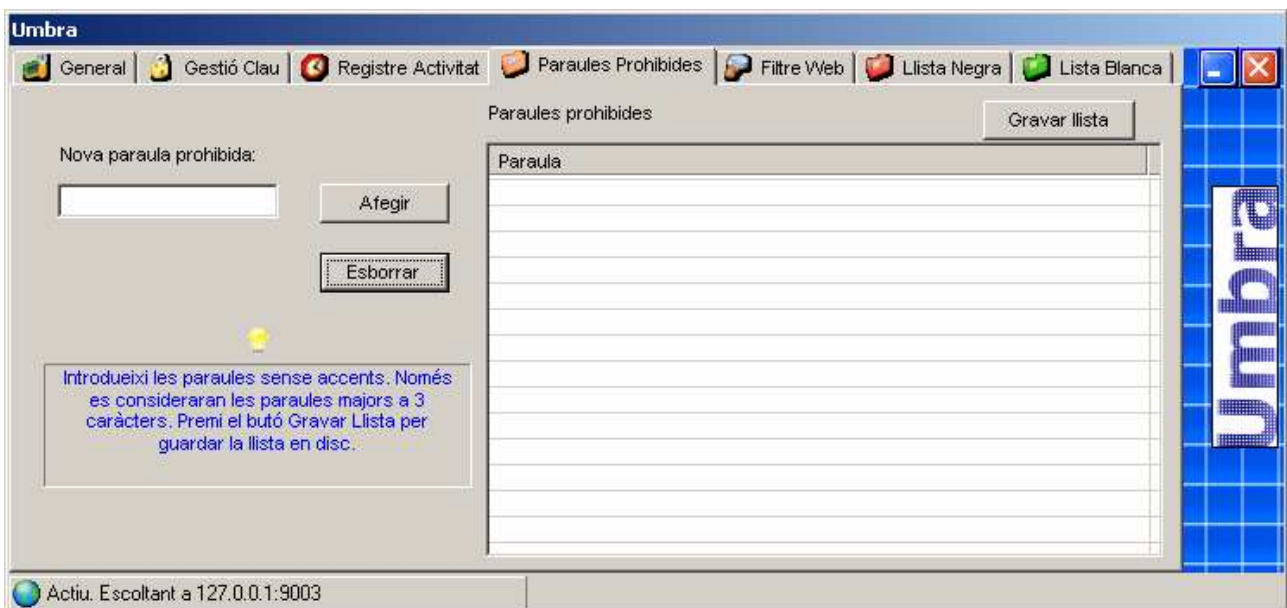 Umbra
General
Gestió Clau
Registre Activitat
Paraules Prohibides
Filtre Web
Llista Negra
Lista Blanca
Paraules prohibides
Gravar llista
Nova paraula prohibida:
Paraula
Afegir
Esborrar
Introdueixi les paraules sense accents. Només
es consideraran les paraules majors a 3
caràcters. Premi el butó Gravar Llista per
guardar la llista en disc.
Umbra
Actiu. Escoltant a 127.0.0.1:9003